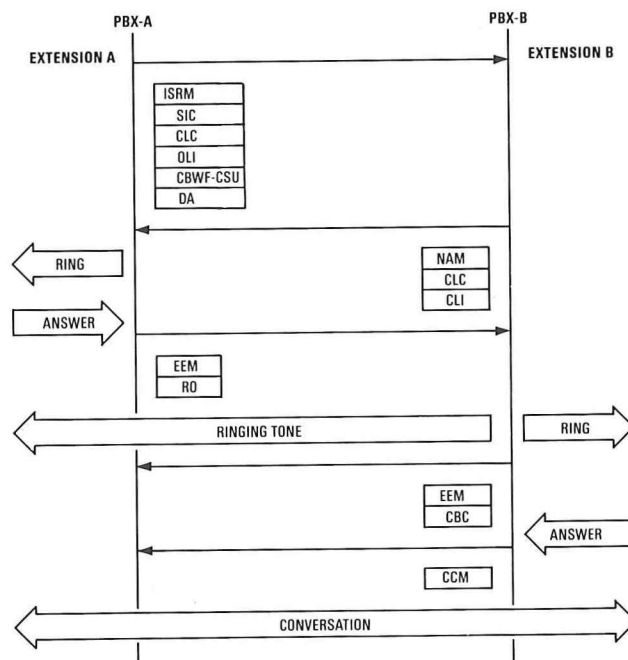 PBX-A PBX-B
EXTENSION A EXTENSION B
ISRM
SIC
CLC
OLI
CBWF-CSU
DA
RING
NAM
CLC
CLI
ANSWER
EEM
RO
RINGING TONE RING
EEM
CBC
ANSWER
CCM
CONVERSATION